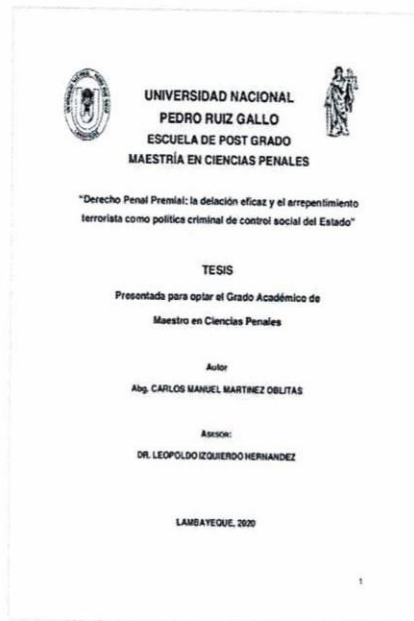 UNIVERSIDAD NACIONAL
PEDRO RUIZ GALLO
ESCUELA DE POST GRADO
MAESTRÍA EN CIENCIAS PENALES
"Derecho Penal Premial: la delación eficaz y el arrepentimiento
terrorista como política criminal de control social del Estado"
TESIS
Presentada para optar el Grado Académico de
Maestro en Ciencias Penales
Autor
Abg. CARLOS MANUEL MARTINEZ OBLITAS
Asesor:
DR. LEOPOLDO IZQUIERDO HERNANDEZ
LAMBAYEQUE, 2020
1